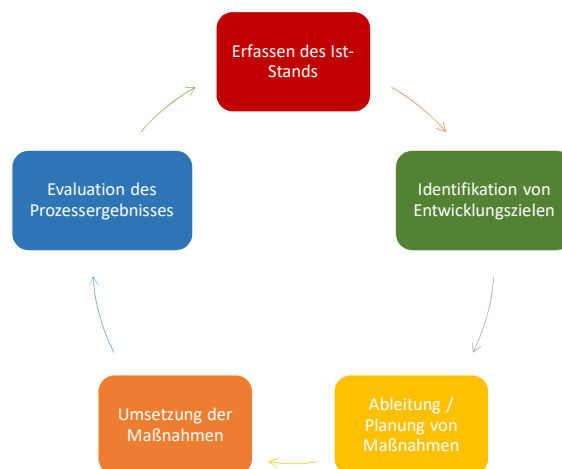 Erfassen des Ist-
Stands
Identifikation von
Entwicklungszielen
Ableitung /
Planung von
Maßnahmen
Umsetzung der
Maßnahmen
Evaluation des
Prozessergebnisses